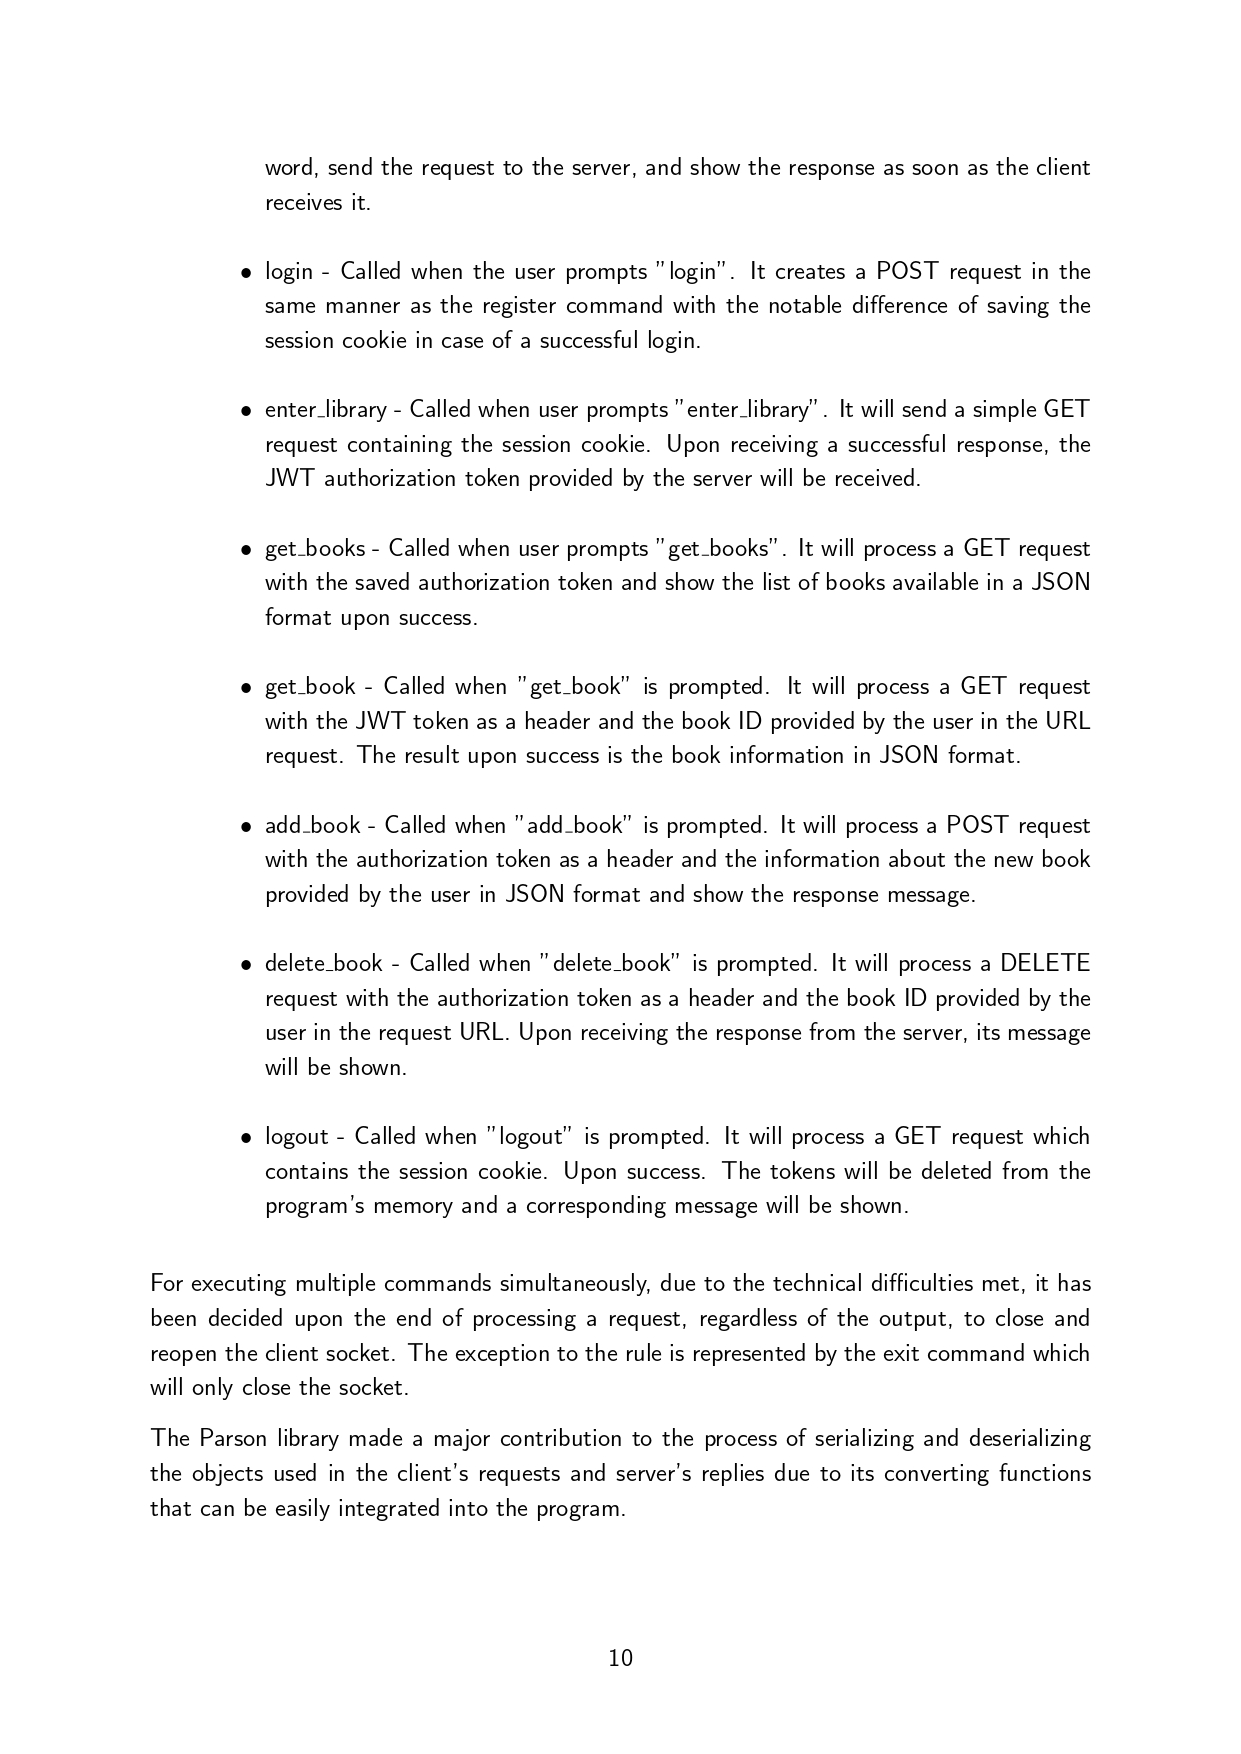 word, send the request to the server, and show the response as soon as the client
receives it.
• login - Called when the user prompts ”login”. It creates a POST request in the
same manner as the register command with the notable difference of saving the
session cookie in case of a successful login.
• enter_library - Called when user prompts ”enter_library”. It will send a simple GET
request containing the session cookie. Upon receiving a successful response, the
JWT authorization token provided by the server will be received.
• get_books - Called when user prompts ”get_books”. It will process a GET request
with the saved authorization token and show the list of books available in a JSON
format upon success.
• get_book - Called when ”get_book” is prompted. It will process a GET request
with the JWT token as a header and the book ID provided by the user in the URL
request. The result upon success is the book information in JSON format.
• add_book - Called when ”add_book” is prompted. It will process a POST request
with the authorization token as a header and the information about the new book
provided by the user in JSON format and show the response message.
• delete_book - Called when ”delete_book” is prompted. It will process a DELETE
request with the authorization token as a header and the book ID provided by the
user in the request URL. Upon receiving the response from the server, its message
will be shown.
• logout - Called when ”logout” is prompted. It will process a GET request which
contains the session cookie. Upon success. The tokens will be deleted from the
program’s memory and a corresponding message will be shown.
For executing multiple commands simultaneously, due to the technical difficulties met, it has
been decided upon the end of processing a request, regardless of the output, to close and
reopen the client socket. The exception to the rule is represented by the exit command which
will only close the socket.
The Parson library made a major contribution to the process of serializing and deserializing
the objects used in the client’s requests and server’s replies due to its converting functions
that can be easily integrated into the program.
10